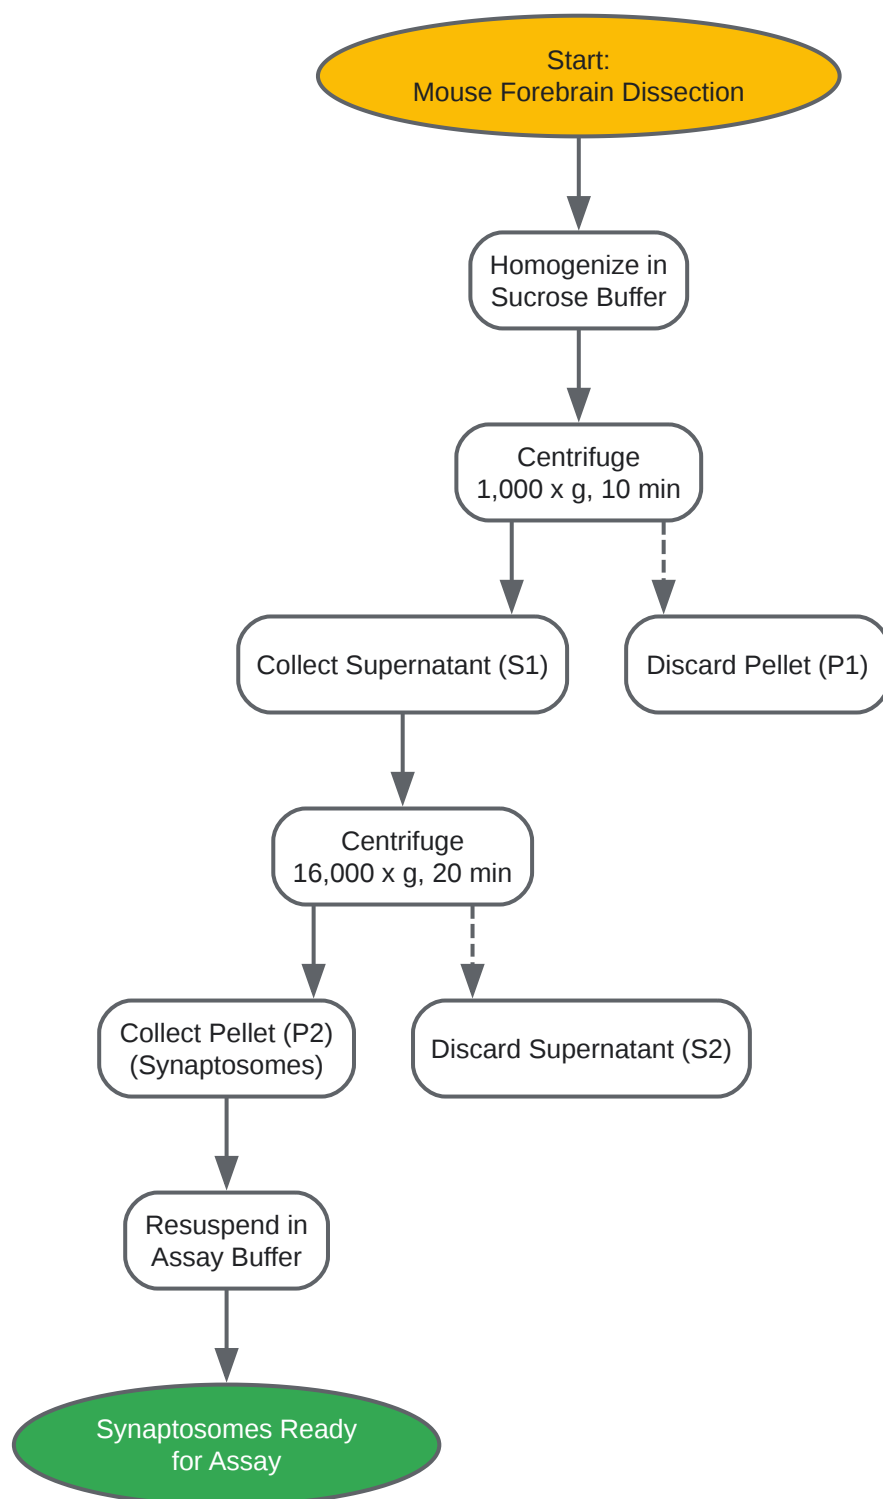 Start:
Mouse Forebrain Dissection
Homogenize in
Sucrose Buffer
Centrifuge
1,000 x g, 10 min
Collect Supernatant (S1)
Discard Pellet (P1)
Centrifuge
16,000 x g, 20 min
Collect Pellet (P2)
(Synaptosomes)
Discard Supernatant (S2)
Resuspend in
Assay Buffer
Synaptosomes Ready
for Assay